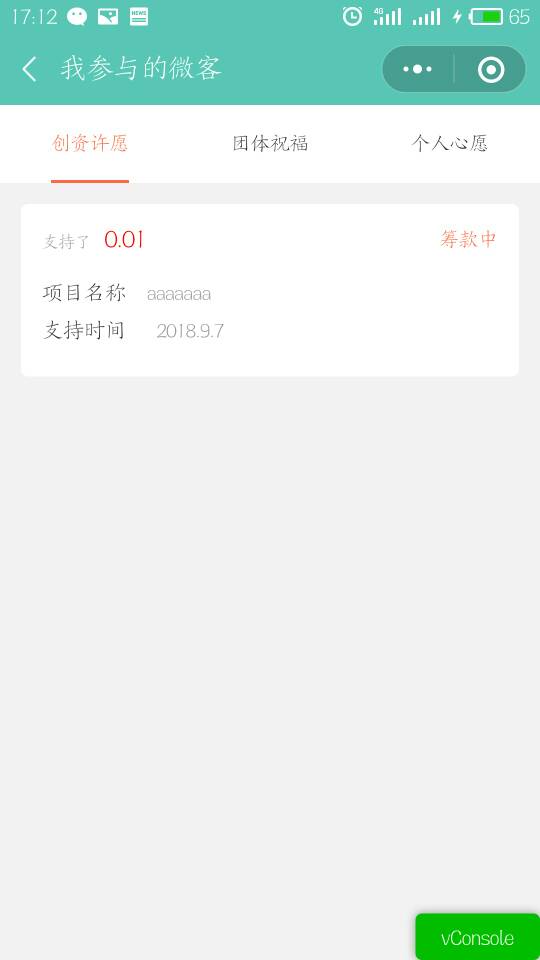 17:12 NEWS 4G 65
我参与的微客
创资许愿 团体祝福 个人心愿
支持了 0.01 筹款中
项目名称 aaaaaaa
支持时间 2018.9.7
vConsole